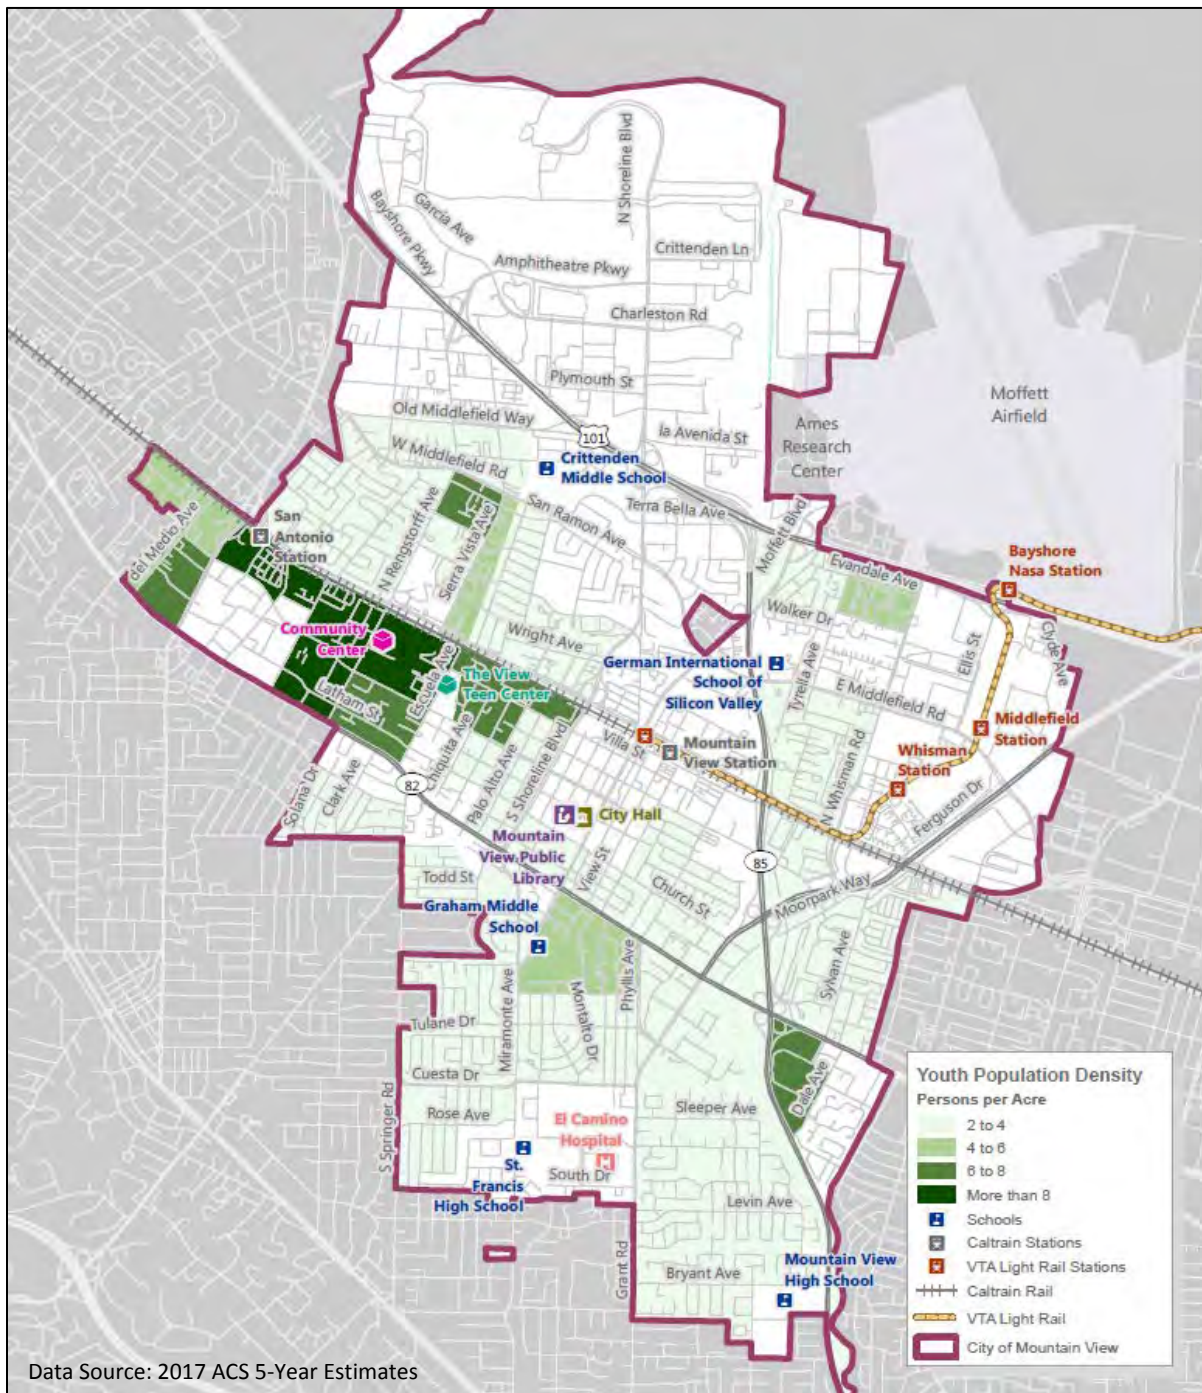 N Shoreline Blvd
Garcia Ave
Bayshore Pkwy
Crittenden Ln
Amphitheatre Pkwy
Charleston Rd
Plymouth St
Moffett
Airfield
Old Middlefield Way
la Avenida St
Ames
Research
Center
101
W Middlefield Rd
Crittenden
Middle School
San Ramon Ave
Terra Bella Ave
Moffett Blvd
N Rengstorff Ave
Sierra Vista Ave
del Medio Ave
San
Antonio
Station
Evandale Ave
Bayshore
Nasa Station
Walker Dr
Wright Ave
Ellis St
Clyde Ave
Community
Center
German International
School of
Silicon Valley
Tyrella Ave
The View
Teen Center
Escuela Ave
Latham St
E Middlefield Rd
Middlefield
Station
Villa St
Mountain
View Station
Whisman
Station
N Whisman Rd
Ferguson Dr
Chiquita Ave
82
Palo Alto Ave
S Shoreline Blvd
Solana Dr
Clark Ave
City Hall
Mountain
View Public
Library
View St
85
Todd St
Church St
Moorpark Way
Graham Middle
School
Phyllis Ave
Sylvan Ave
Miramonte Ave
Montalto Dr
Tulane Dr
Cuesta Dr
Dale Ave
Rose Ave
Sleeper Ave
S Springer Rd
El Camino
Hospital
St.
Francis
High School
South Dr
Levin Ave
Grant Rd
Bryant Ave
Mountain View
High School
Youth Population Density
Persons per Acre
2 to 4
4 to 6
6 to 8
More than 8
Schools
Caltrain Stations
VTA Light Rail Stations
Caltrain Rail
VTA Light Rail
City of Mountain View
Data Source: 2017 ACS 5-Year Estimates